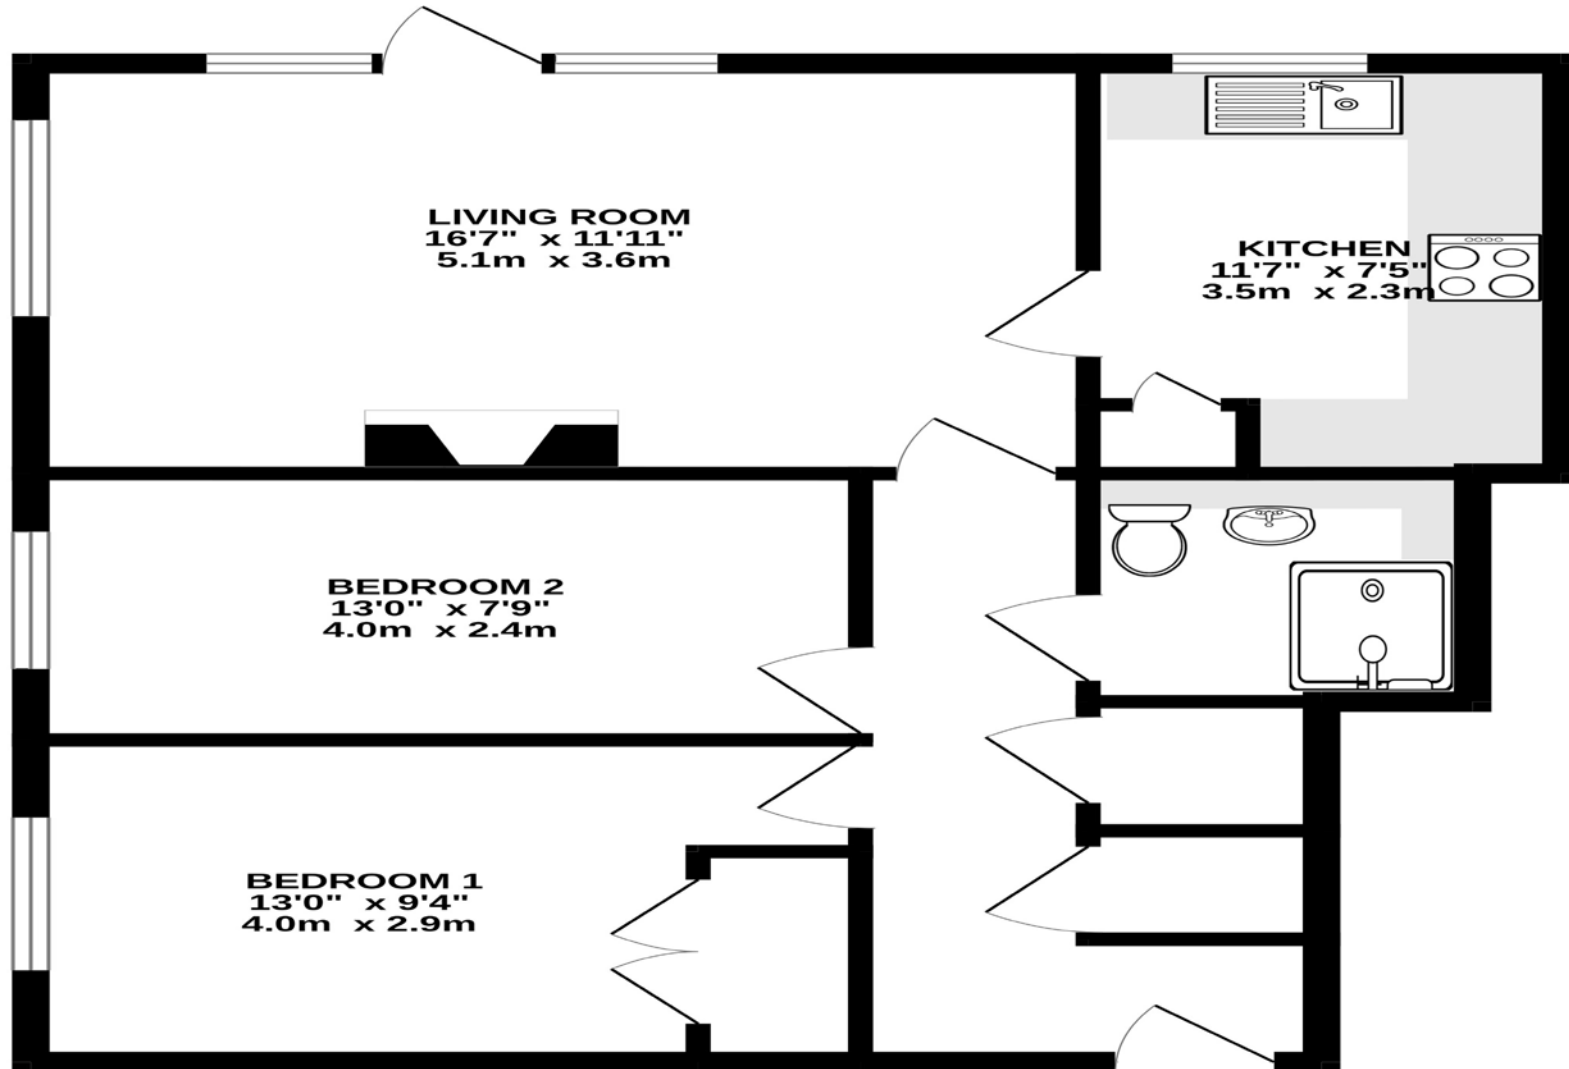 LIVING ROOM
16'7" x 11'11"
5.1m x 3.6m
KITCHEN
11'7" x 7'5"
3.5m x 2.3m
BEDROOM 2
13'0" x 7'9"
4.0m x 2.4m
BEDROOM 1
13'0" x 9'4"
4.0m x 2.9m